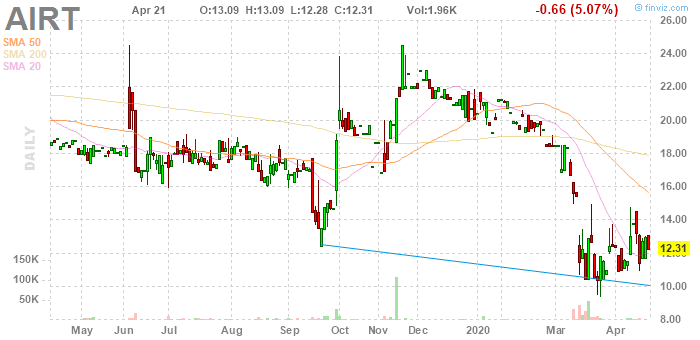 AIRT Apr 21 O:13.09 H:13.09 L:12.28 C:12.31 Vol:1.96K -0.66 (5.07%) © finviz.com
SMA 50
SMA 200
SMA 20
DAILY
26.00
24.00
22.00
20.00
18.00
16.00
14.00
12.31
12.00
10.00
8.00
150K
100K
50K
May Jun Jul Aug Sep Oct Nov Dec 2020 Mar Apr